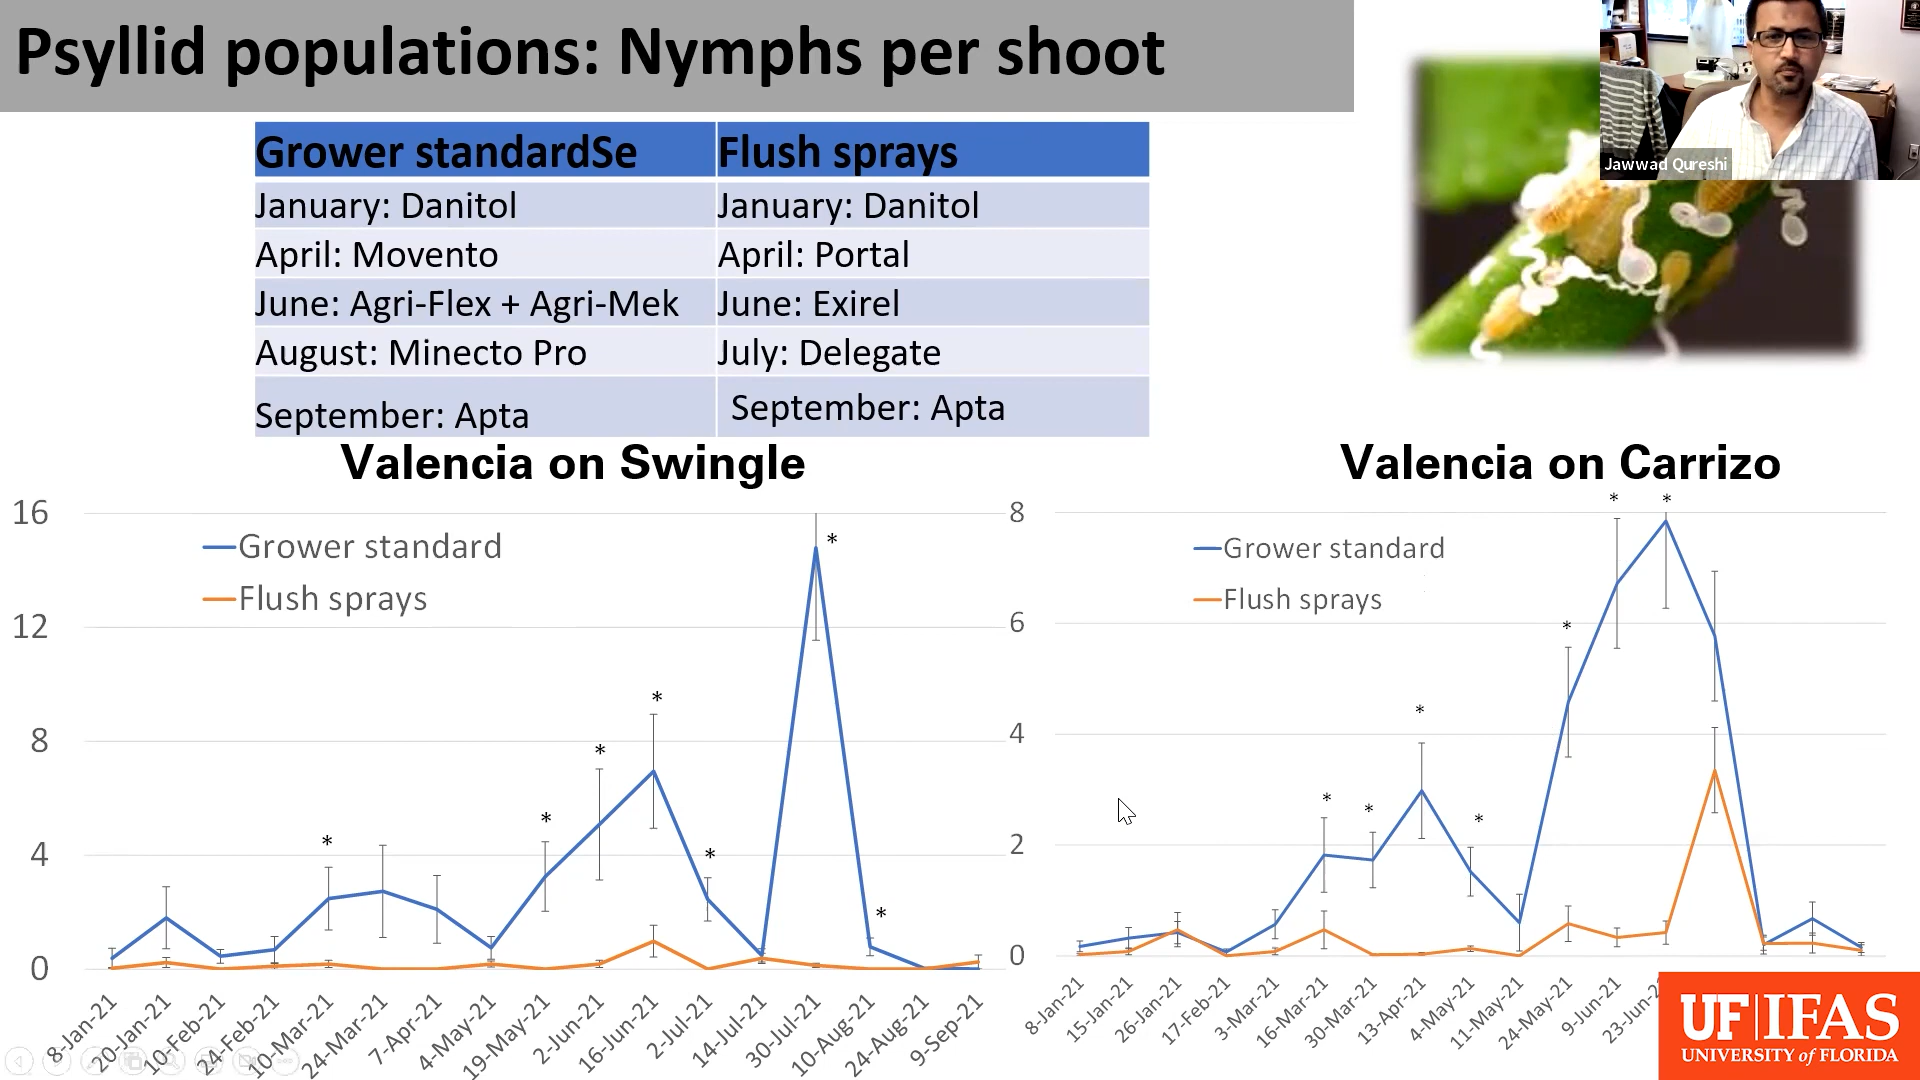 Psyllid populations: Nymphs per shoot
Jawwad Qureshi
Grower standardSe
Flush sprays
January: Danitol
January: Danitol
April: Movento
April: Portal
June: Agri-Flex + Agri-Mek
June: Exirel
August: Minecto Pro
July: Delegate
September: Apta
September: Apta
Valencia on Swingle
16
12
8
4
0
Grower standard
Flush sprays
*
*
*
*
*
*
*
8-Jan-21
20-Jan-21
10-Feb-21
24-Feb-21
10-Mar-21
24-Mar-21
7-Apr-21
4-May-21
19-May-21
2-Jun-21
16-Jun-21
2-Jul-21
14-Jul-21
30-Jul-21
10-Aug-21
24-Aug-21
9-Sep-21
Valencia on Carrizo
8
6
4
2
0
Grower standard
Flush sprays
*
*
*
*
*
*
*
8-Jan-21
15-Jan-21
26-Jan-21
17-Feb-21
3-Mar-21
16-Mar-21
30-Mar-21
13-Apr-21
4-May-21
11-May-21
24-May-21
9-Jun-21
23-Jun-2
UF|IFAS
UNIVERSITY of FLORIDA